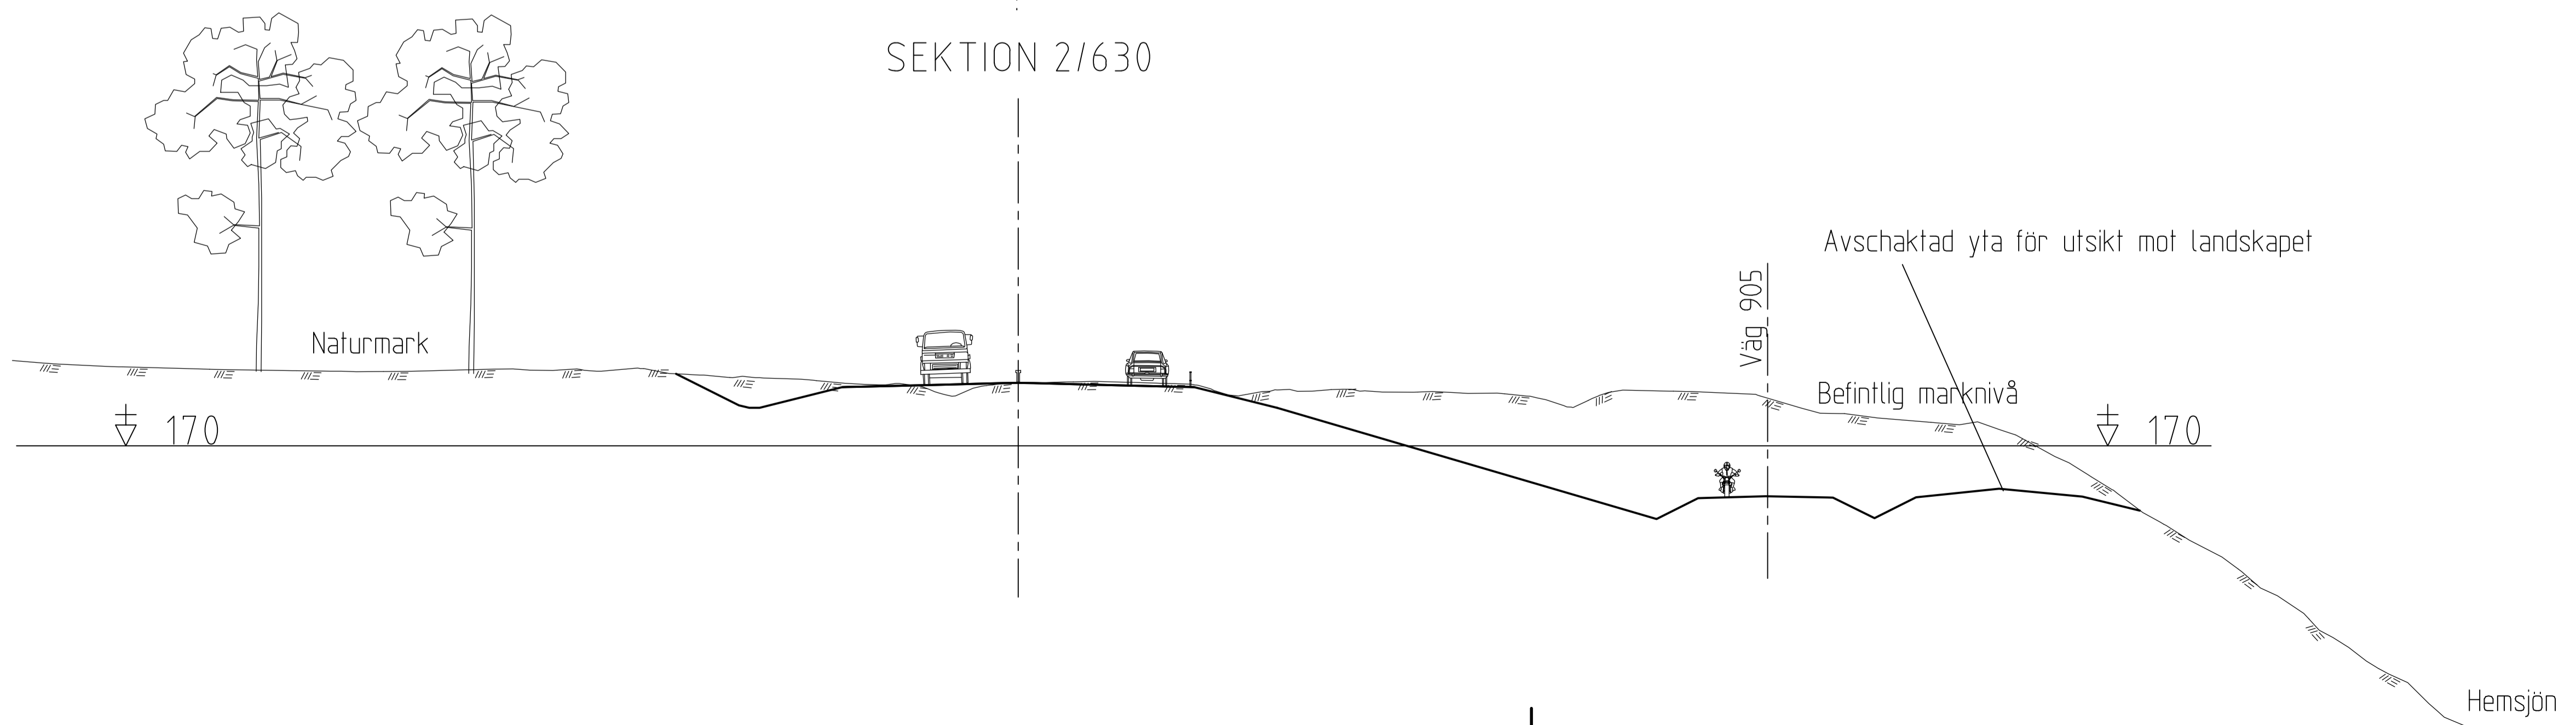 SEKTION 2/630
Avschaktad yta för utsikt mot landskapet
Väg 905
Naturmark
Befintlig marknivå
170
170
Hemsjön